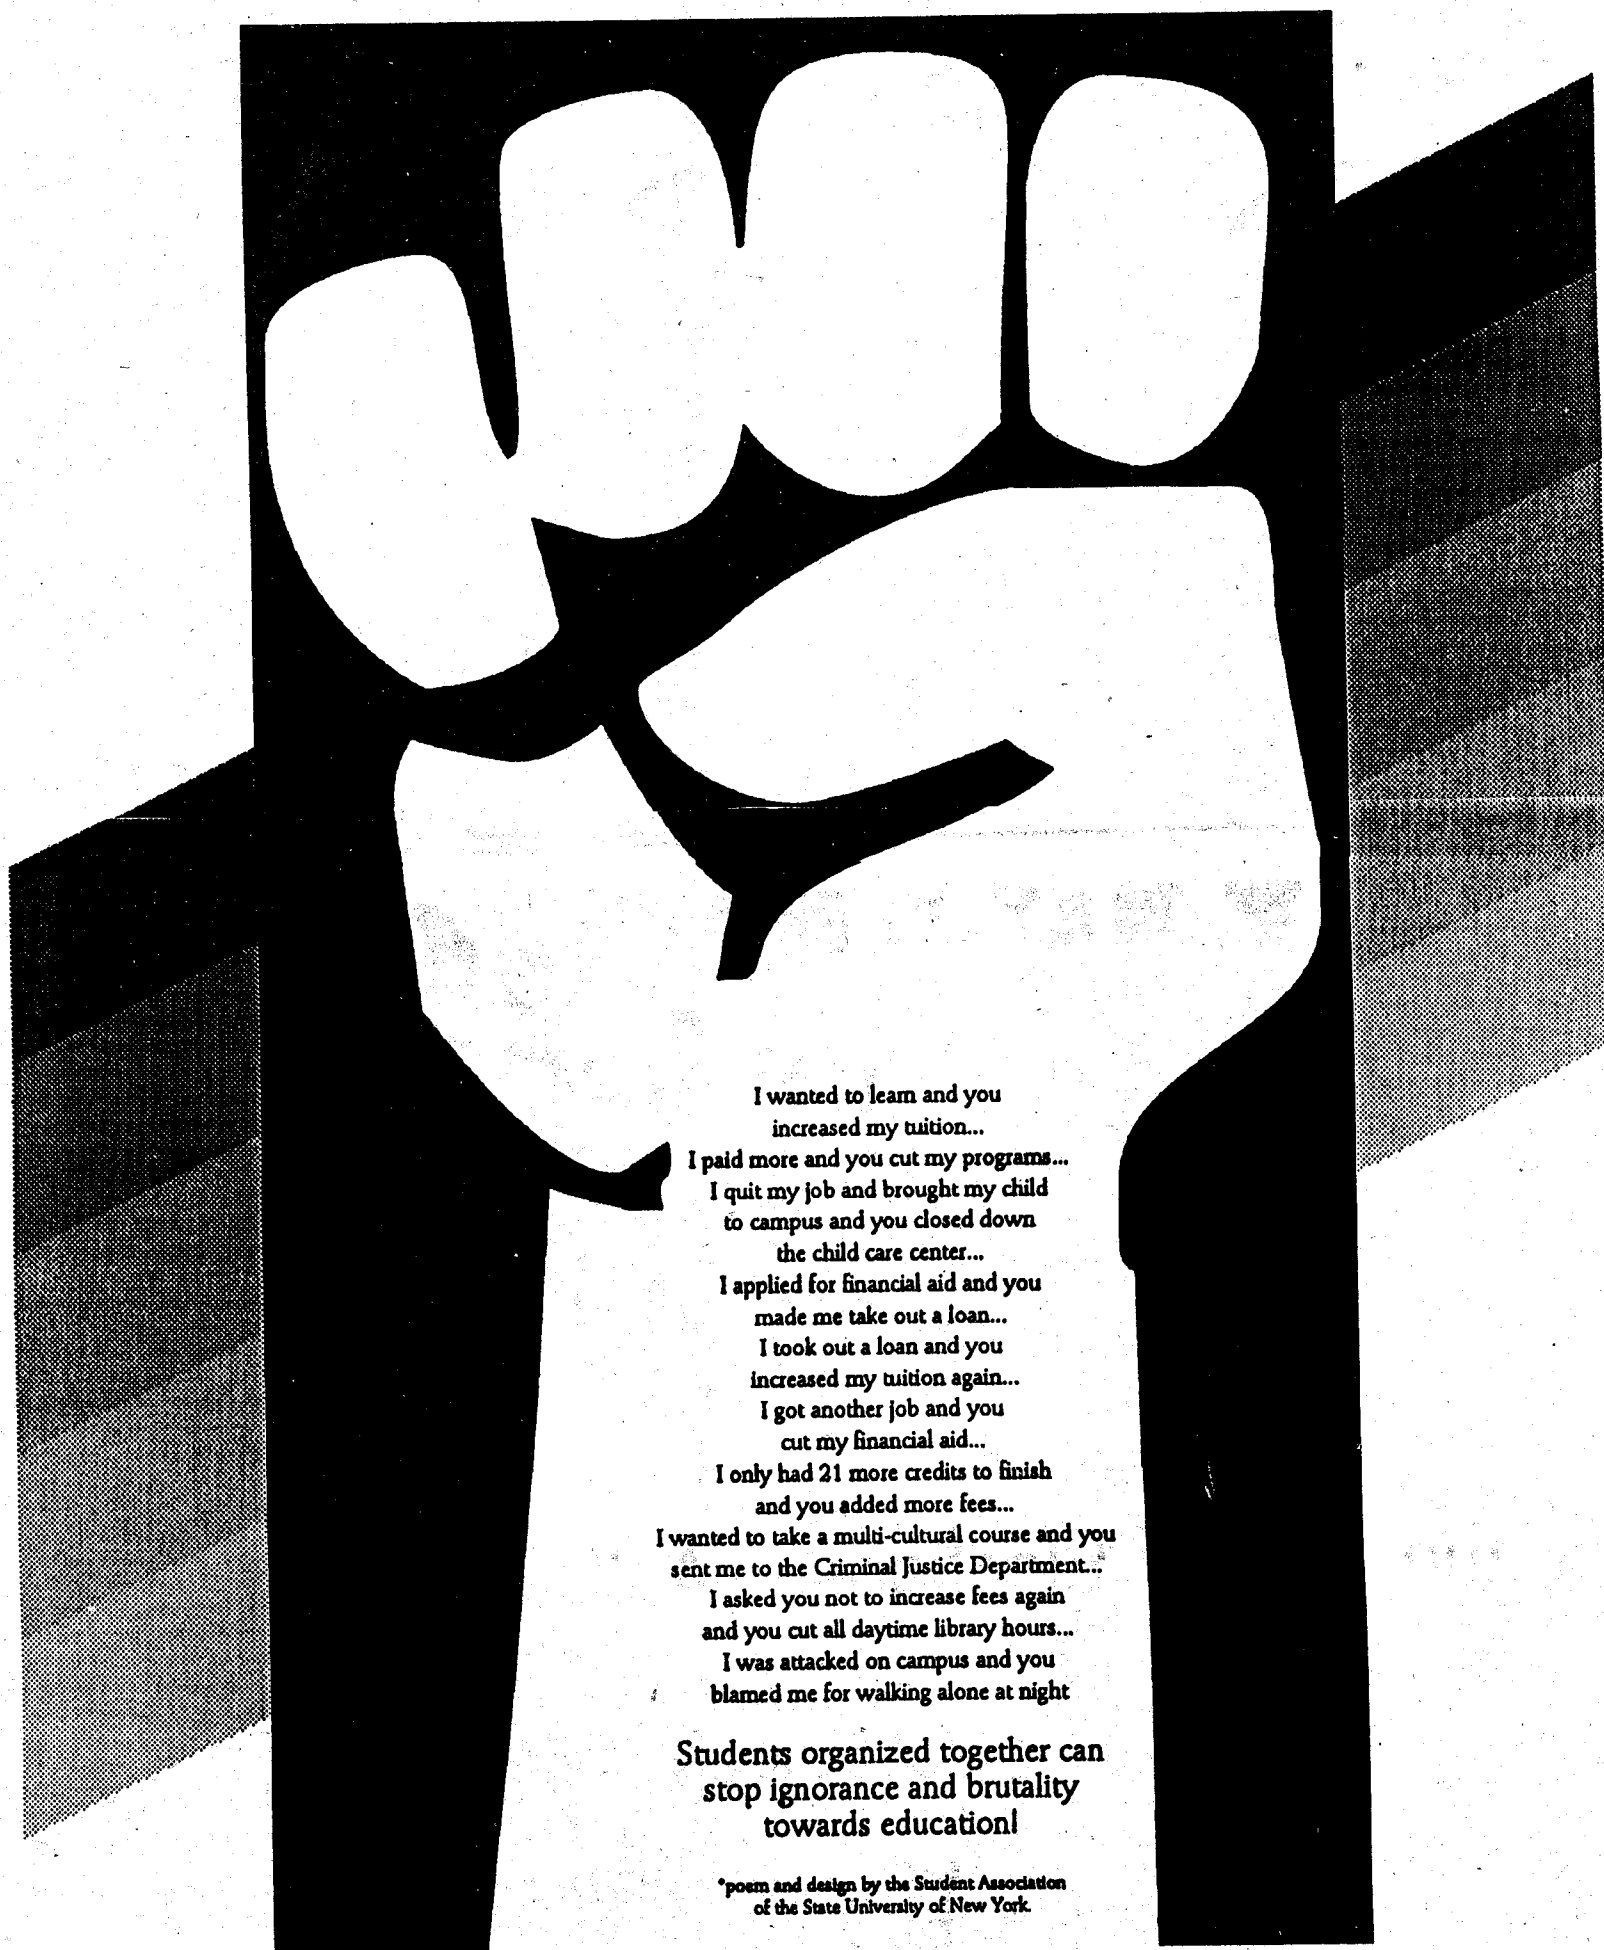 I wanted to learn and you
increased my tuition...
I paid more and you cut my programs...
I quit my job and brought my child
to campus and you closed down
the child care center...
I applied for financial aid and you
made me take out a loan...
I took out a loan and you
increased my tuition again...
I got another job and you
cut my financial aid...
I only had 21 more credits to finish
and you added more fees...
I wanted to take a multi-cultural course and you
sent me to the Criminal Justice Department...
I asked you not to increase fees again
and you cut all daytime library hours...
I was attacked on campus and you
blamed me for walking alone at night
Students organized together can
stop ignorance and brutality
towards education!
*poem and design by the Student Association
of the State University of New York.